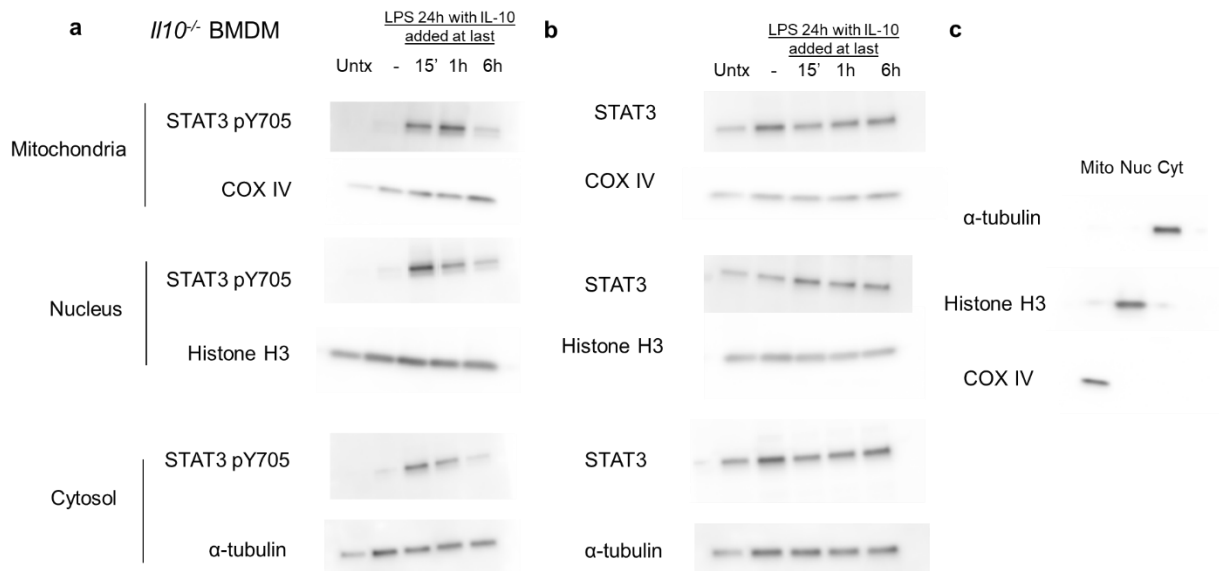 a
Il10-/- BMDM
LPS 24h with IL-10
added at last
Untx - 15’ 1h 6h
Mitochondria
STAT3 pY705
COX IV
Nucleus
STAT3 pY705
Histone H3
Cytosol
STAT3 pY705
α-tubulin
b
LPS 24h with IL-10
added at last
Untx - 15’ 1h 6h
STAT3
COX IV
STAT3
Histone H3
STAT3
α-tubulin
c
Mito Nuc Cyt
α-tubulin
Histone H3
COX IV